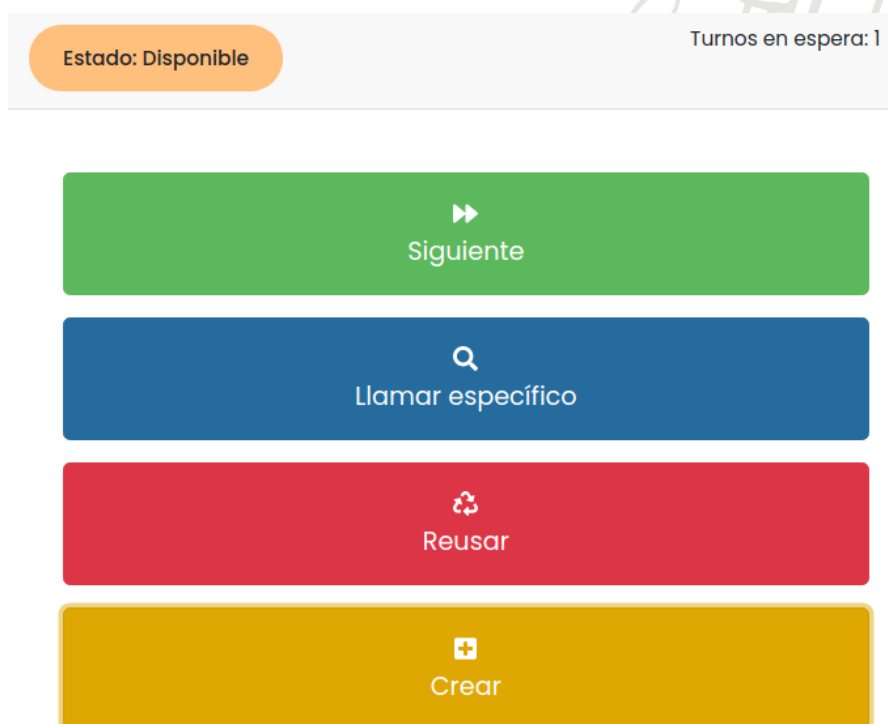 Estado: Disponible
Turnos en espera: 1
Siguiente
Llamar específico
Reusar
Crear